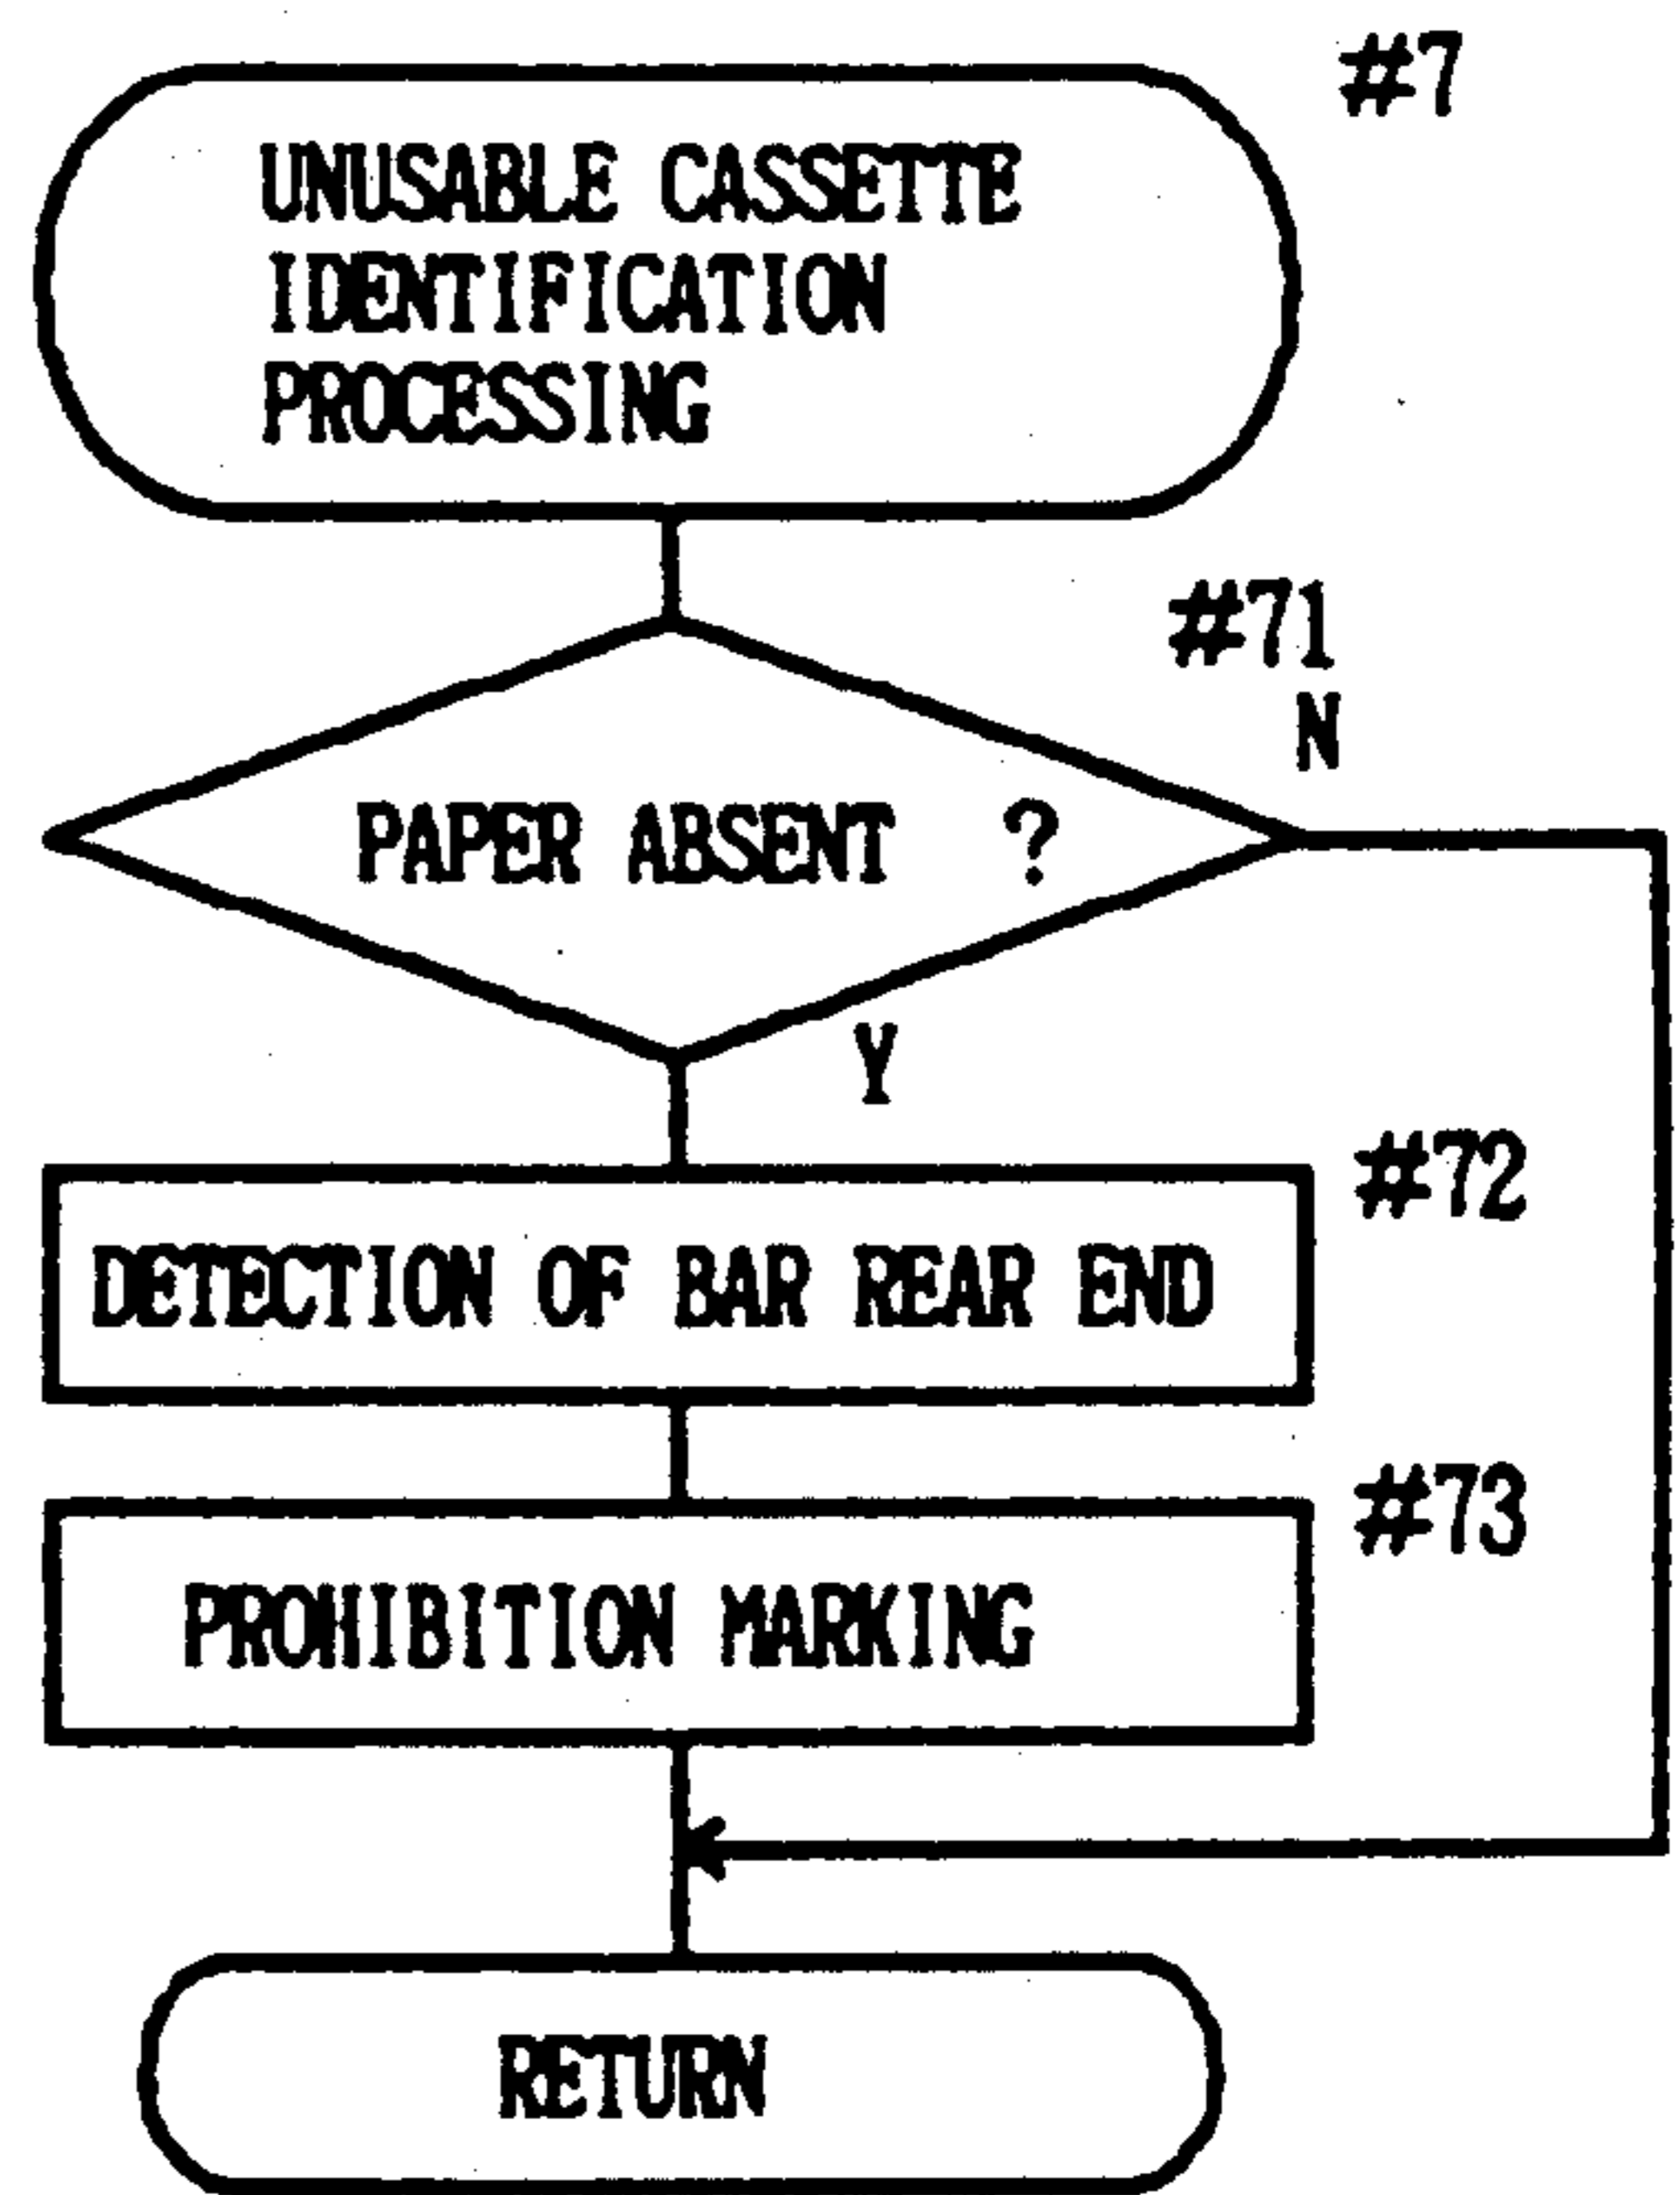 #7
UNUSABLE CASSETTE
IDENTIFICATION
PROCESSING
#71
N
PAPER ABSENT ?
Y
#72
DETECTION OF BAR REAR END
#73
PROHIBITION MARKING
RETURN